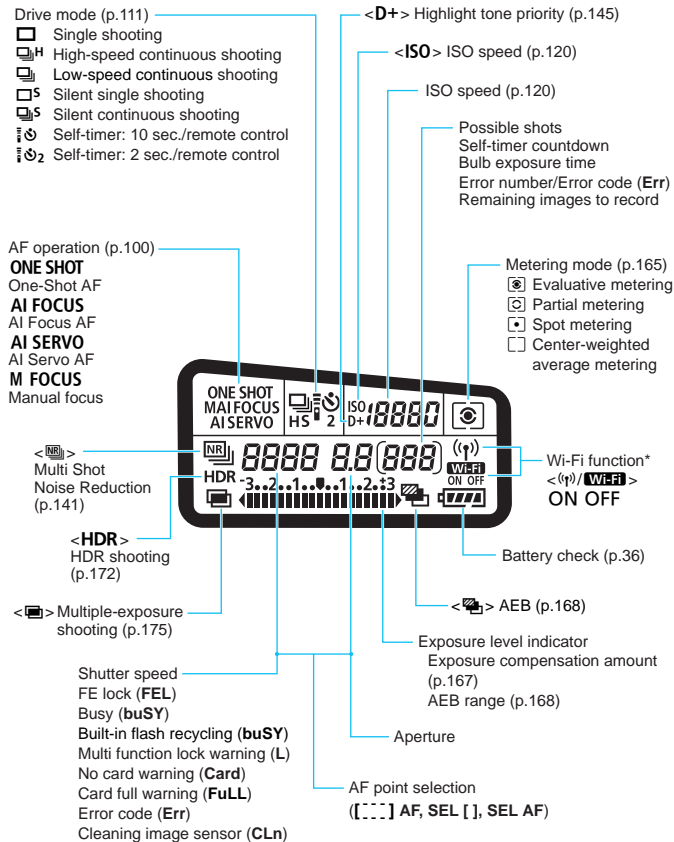 Drive mode (p.111)
Single shooting
H High-speed continuous shooting
Low-speed continuous shooting
S Silent single shooting
S Silent continuous shooting
Self-timer: 10 sec./remote control
2 Self-timer: 2 sec./remote control
<D+> Highlight tone priority (p.145)
<ISO> ISO speed (p.120)
ISO speed (p.120)
Possible shots
Self-timer countdown
Bulb exposure time
Error number/Error code (Err)
Remaining images to record
AF operation (p.100)
ONE SHOT
One-Shot AF
AI FOCUS
AI Focus AF
AI SERVO
AI Servo AF
M FOCUS
Manual focus
Metering mode (p.165)
Evaluative metering
Partial metering
Spot metering
Center-weighted
average metering
ONE SHOT
MAI FOCUS
AI SERVO
HS 2
ISO
D+
18880
NR
8888 8.8 (888)
Wi-Fi
ON OFF
HDR
-3..2..1..0..1..2.±3
<NR>
Multi Shot
Noise Reduction
(p.141)
<HDR>
HDR shooting
(p.172)
<> Multiple-exposure
shooting (p.175)
Wi-Fi function*
</Wi-Fi>
ON OFF
Battery check (p.36)
<> AEB (p.168)
Exposure level indicator
Exposure compensation amount
(p.167)
AEB range (p.168)
Shutter speed
FE lock (FEL)
Busy (buSY)
Built-in flash recycling (buSY)
Multi function lock warning (L)
No card warning (Card)
Card full warning (FuLL)
Error code (Err)
Cleaning image sensor (CLn)
Aperture
AF point selection
([---] AF, SEL [ ], SEL AF)